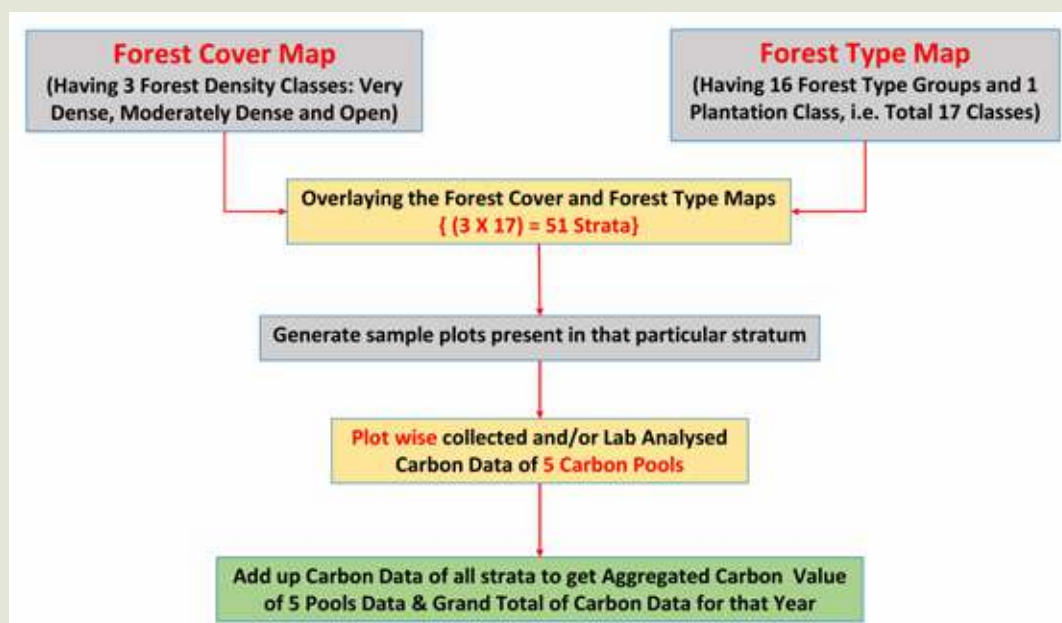 Forest Cover Map
(Having 3 Forest Density Classes: Very
Dense, Moderately Dense and Open)
Forest Type Map
(Having 16 Forest Type Groups and 1
Plantation Class, i.e. Total 17 Classes)
Overlaying the Forest Cover and Forest Type Maps
{ (3 X 17) = 51 Strata}
Generate sample plots present in that particular stratum
Plot wise collected and/or Lab Analysed
Carbon Data of 5 Carbon Pools
Add up Carbon Data of all strata to get Aggregated Carbon Value
of 5 Pools Data & Grand Total of Carbon Data for that Year